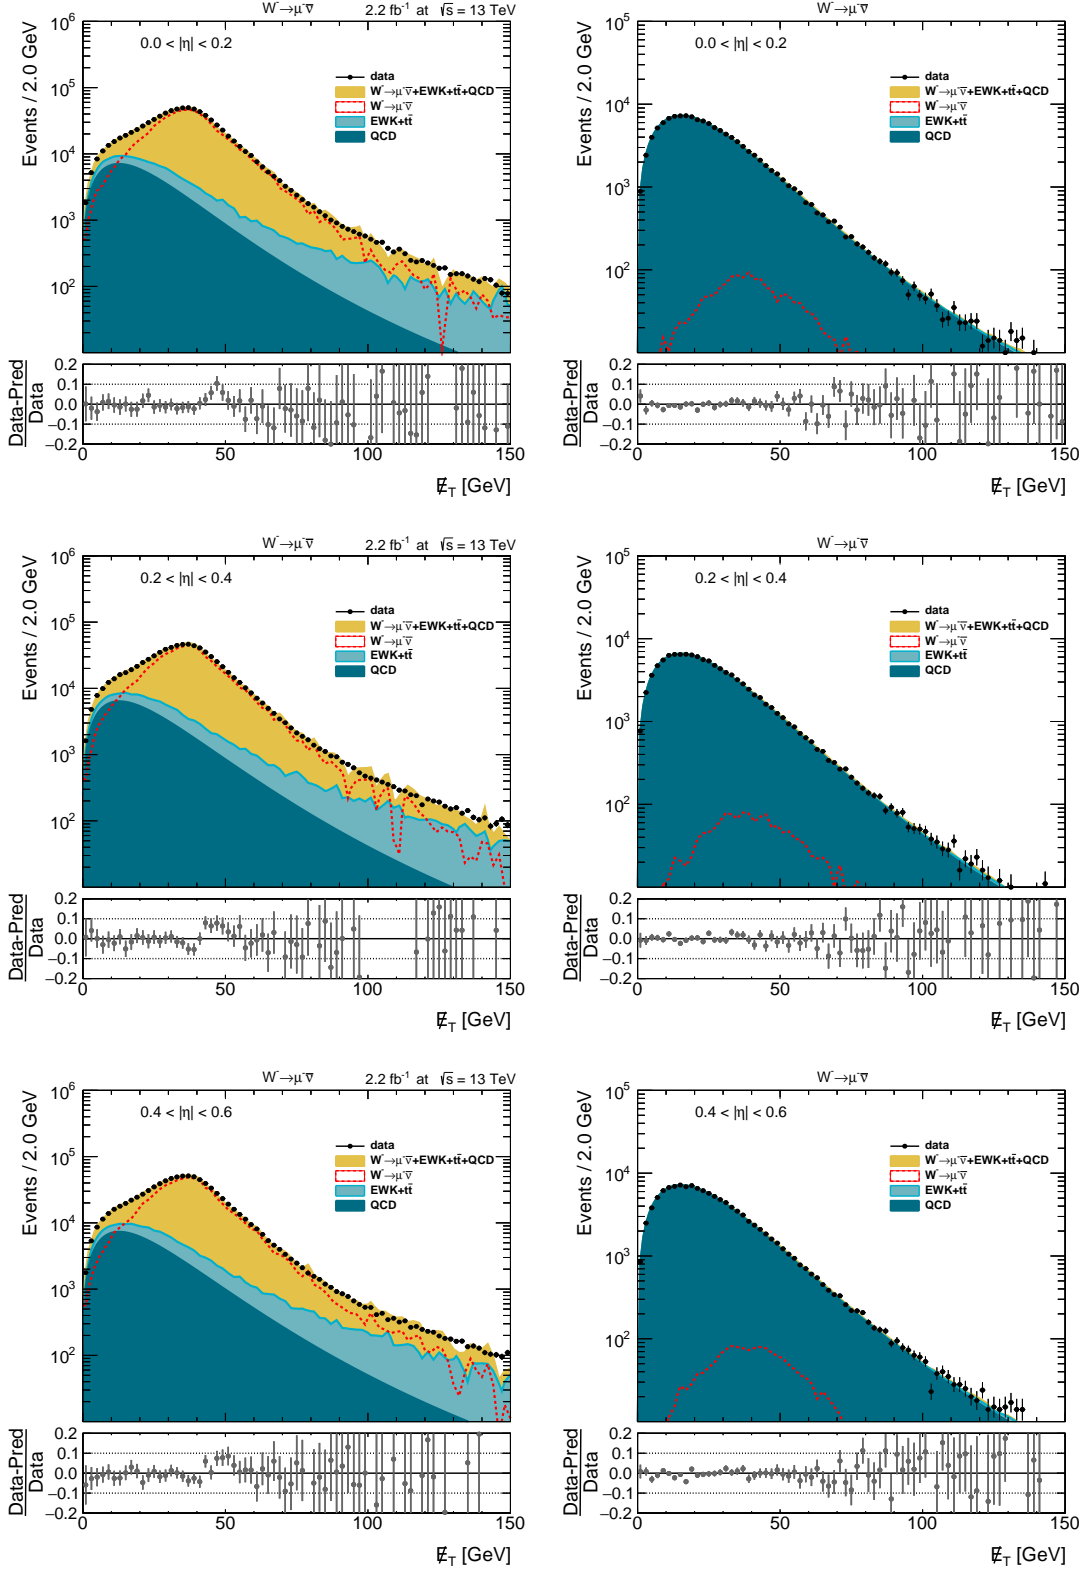 W⁻→μ⁻ν̄ 2.2 fb⁻¹ at √s = 13 TeV
Events / 2.0 GeV
0.0 < |η| < 0.2
data
W⁻→μ⁻ν̄+EWK+tt̄+QCD
W⁻→μ⁻ν̄
EWK+tt̄
QCD
10⁶
10⁵
10⁴
10³
10²
Data-Pred
Data
0.2
0.1
0.0
−0.1
−0.2
0 50 100 150
E̸_T [GeV]
W⁻→μ⁻ν̄
Events / 2.0 GeV
0.0 < |η| < 0.2
data
W⁻→μ⁻ν̄+EWK+tt̄+QCD
W⁻→μ⁻ν̄
EWK+tt̄
QCD
10⁵
10⁴
10³
10²
Data-Pred
Data
0.2
0.1
0.0
−0.1
−0.2
0 50 100 150
E̸_T [GeV]
W⁻→μ⁻ν̄ 2.2 fb⁻¹ at √s = 13 TeV
Events / 2.0 GeV
0.2 < |η| < 0.4
data
W⁻→μ⁻ν̄+EWK+tt̄+QCD
W⁻→μ⁻ν̄
EWK+tt̄
QCD
10⁶
10⁵
10⁴
10³
10²
Data-Pred
Data
0.2
0.1
0.0
−0.1
−0.2
0 50 100 150
E̸_T [GeV]
W⁻→μ⁻ν̄
Events / 2.0 GeV
0.2 < |η| < 0.4
data
W⁻→μ⁻ν̄+EWK+tt̄+QCD
W⁻→μ⁻ν̄
EWK+tt̄
QCD
10⁵
10⁴
10³
10²
Data-Pred
Data
0.2
0.1
0.0
−0.1
−0.2
0 50 100 150
E̸_T [GeV]
W⁻→μ⁻ν̄ 2.2 fb⁻¹ at √s = 13 TeV
Events / 2.0 GeV
0.4 < |η| < 0.6
data
W⁻→μ⁻ν̄+EWK+tt̄+QCD
W⁻→μ⁻ν̄
EWK+tt̄
QCD
10⁶
10⁵
10⁴
10³
10²
Data-Pred
Data
0.2
0.1
0.0
−0.1
−0.2
0 50 100 150
E̸_T [GeV]
W⁻→μ⁻ν̄
Events / 2.0 GeV
0.4 < |η| < 0.6
data
W⁻→μ⁻ν̄+EWK+tt̄+QCD
W⁻→μ⁻ν̄
EWK+tt̄
QCD
10⁵
10⁴
10³
10²
Data-Pred
Data
0.2
0.1
0.0
−0.1
−0.2
0 50 100 150
E̸_T [GeV]